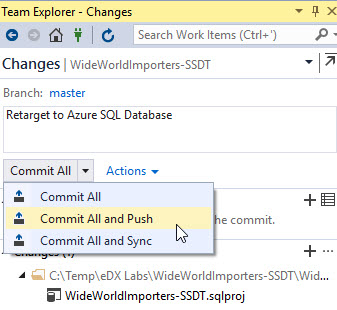 Team Explorer - Changes
Search Work Items (Ctrl+')
Changes | WideWorldImporters-SSDT
Branch: master
Retarget to Azure SQL Database
Commit All Actions
Commit All
Commit All and Push
the commit.
Commit All and Sync
Changes (1)
C:\Temp\eDX Labs\WideWorldImporters-SSDT\Wid...
WideWorldImporters-SSDT.sqlproj